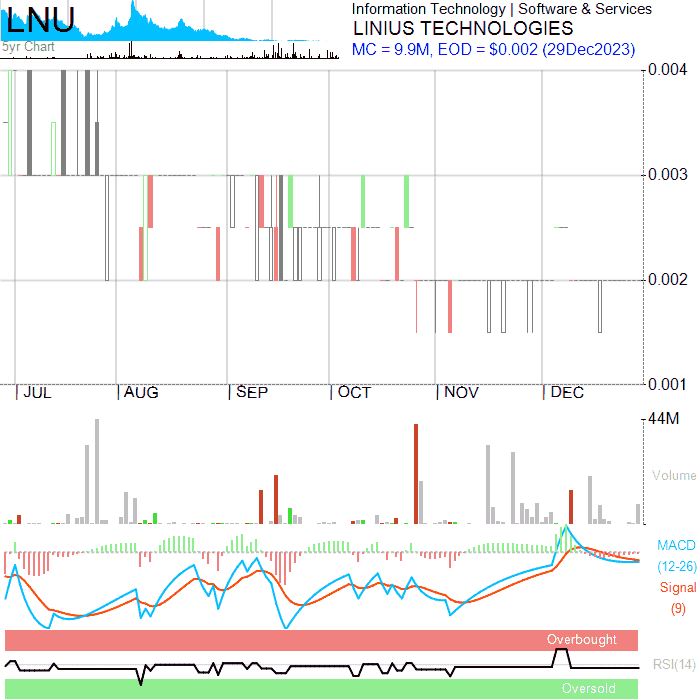 LNU
5yr Chart
Information Technology | Software & Services
LINIUS TECHNOLOGIES
MC = 9.9M, EOD = $0.002 (29Dec2023)
0.004
0.003
0.002
0.001
JUL
AUG
SEP
OCT
NOV
DEC
44M
Volume
MACD
(12-26)
Signal
(9)
Overbought
RSI(14)
Oversold